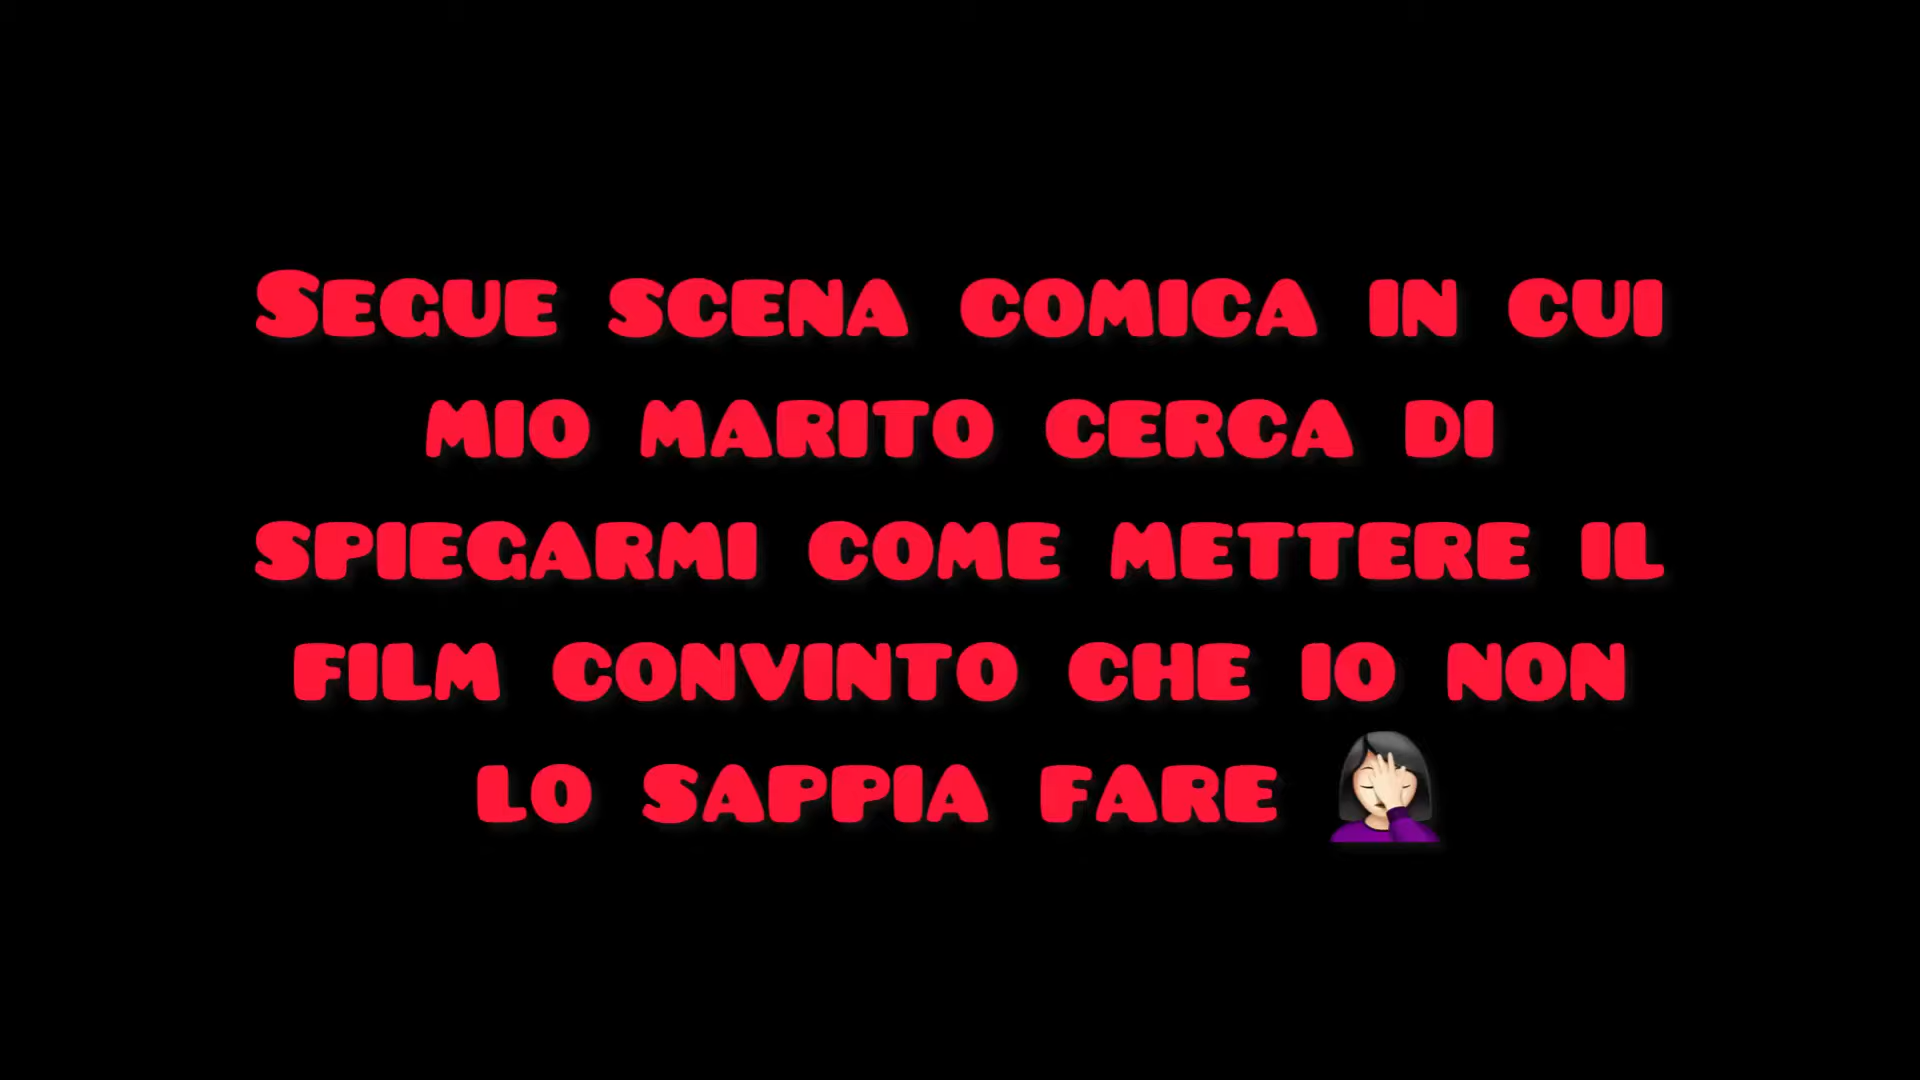 Segue scena comica in cui
mio marito cerca di
spiegarmi come mettere il
film convinto che io non
lo sappia fare 🤦🏻‍♀️